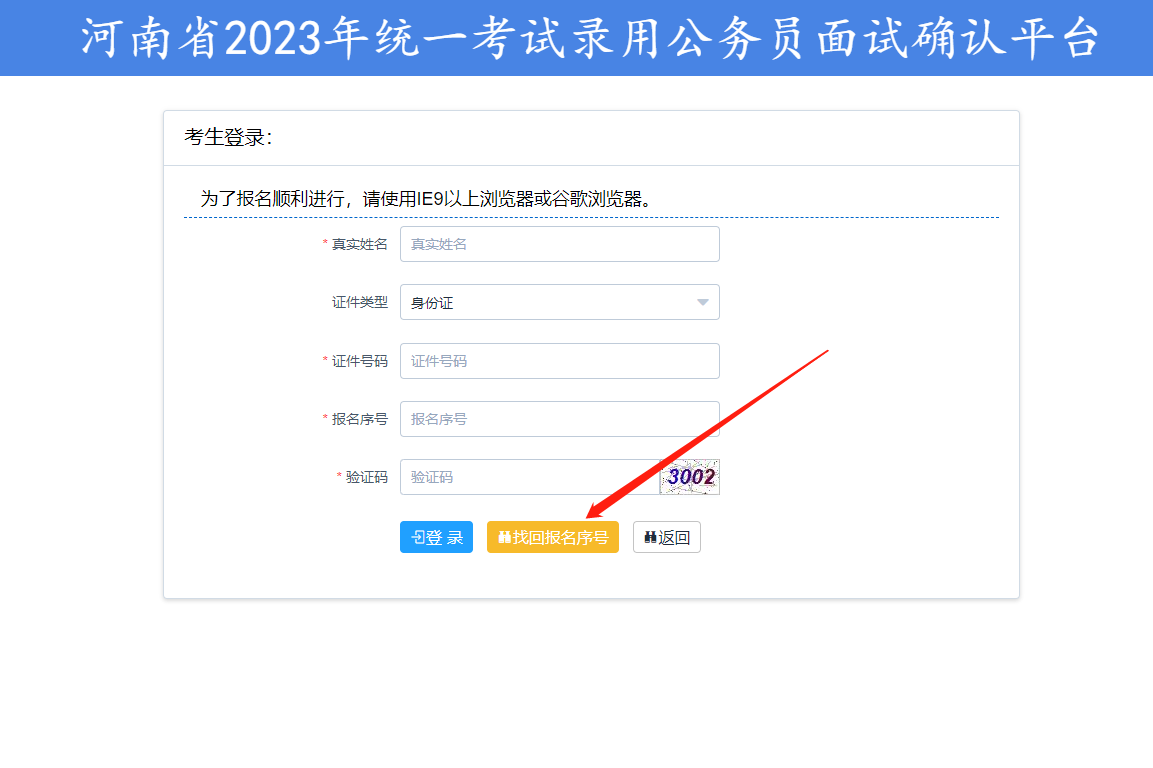 河南省2023年统一考试录用公务员面试确认平台
考生登录:
为了报名顺利进行，请使用IE9以上浏览器或谷歌浏览器。
* 真实姓名 真实姓名
证件类型 身份证
* 证件号码 证件号码
* 报名序号 报名序号
* 验证码 验证码 3002
登 录 找回报名序号 返回